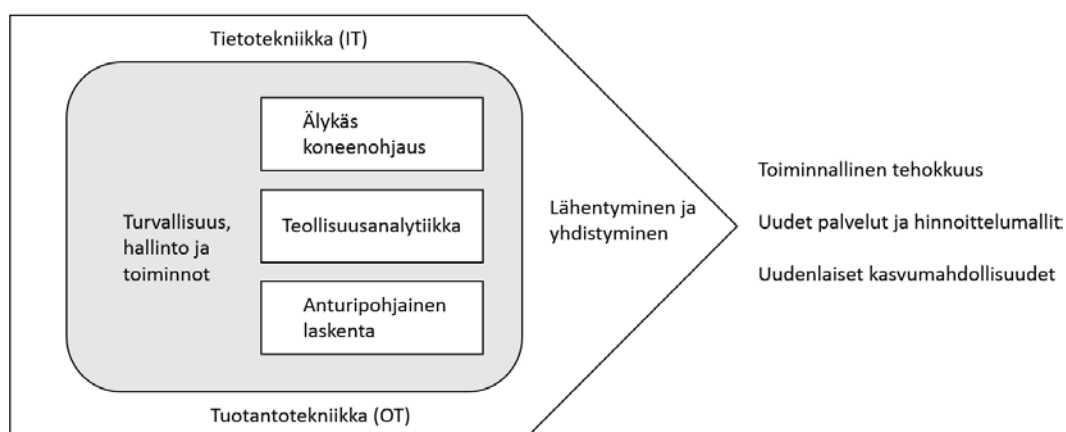 Tietotekniikka (IT)
Älykäs
koneenohjaus
Turvallisuus,
hallinto ja
toiminnot
Teollisuusanalytiikka
Anturipohjainen
laskenta
Tuotantotekniikka (OT)
Lähentyminen ja
yhdistyminen
Toiminnallinen tehokkuus
Uudet palvelut ja hinnoittelumallit
Uudenlaiset kasvumahdollisuudet